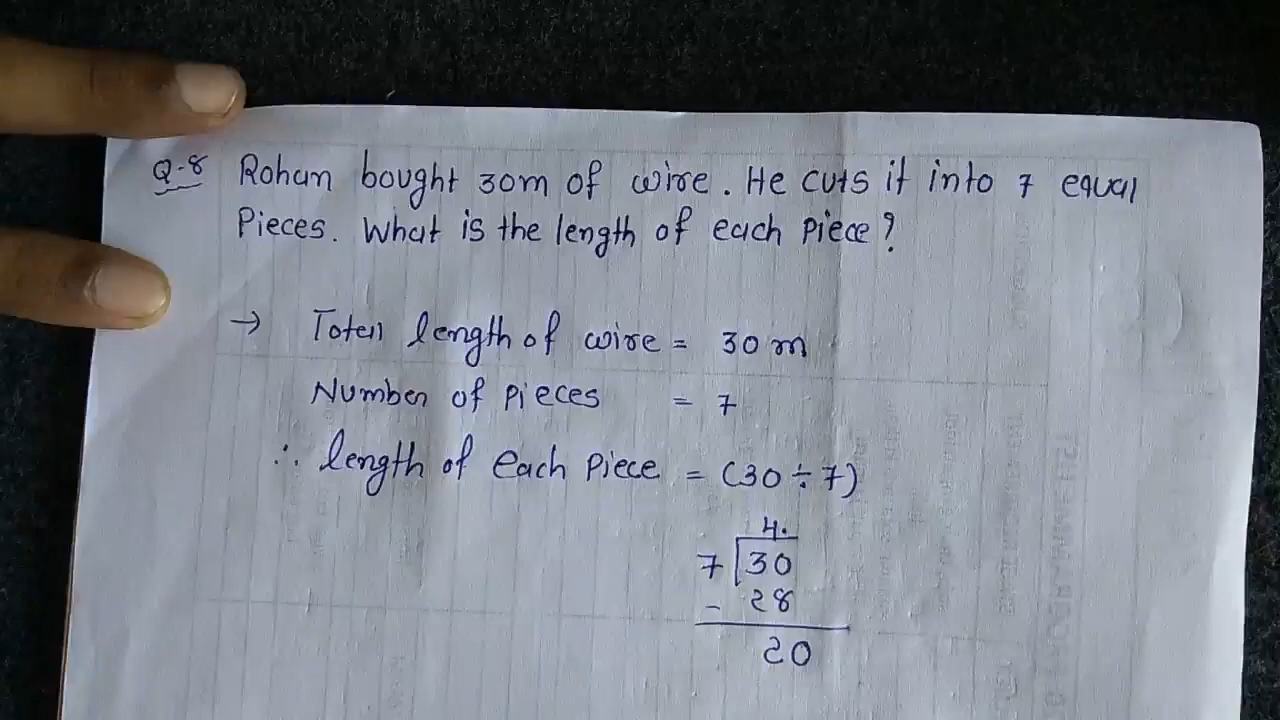 Q-8 Rohan bought 30m of wire. He cuts it into 7 equal
Pieces. What is the length of each Piece?
→ Total length of wire = 30 m
Number of Pieces = 7
∴ length of each Piece = (30 ÷ 7)
4.
7 30
- 28
20